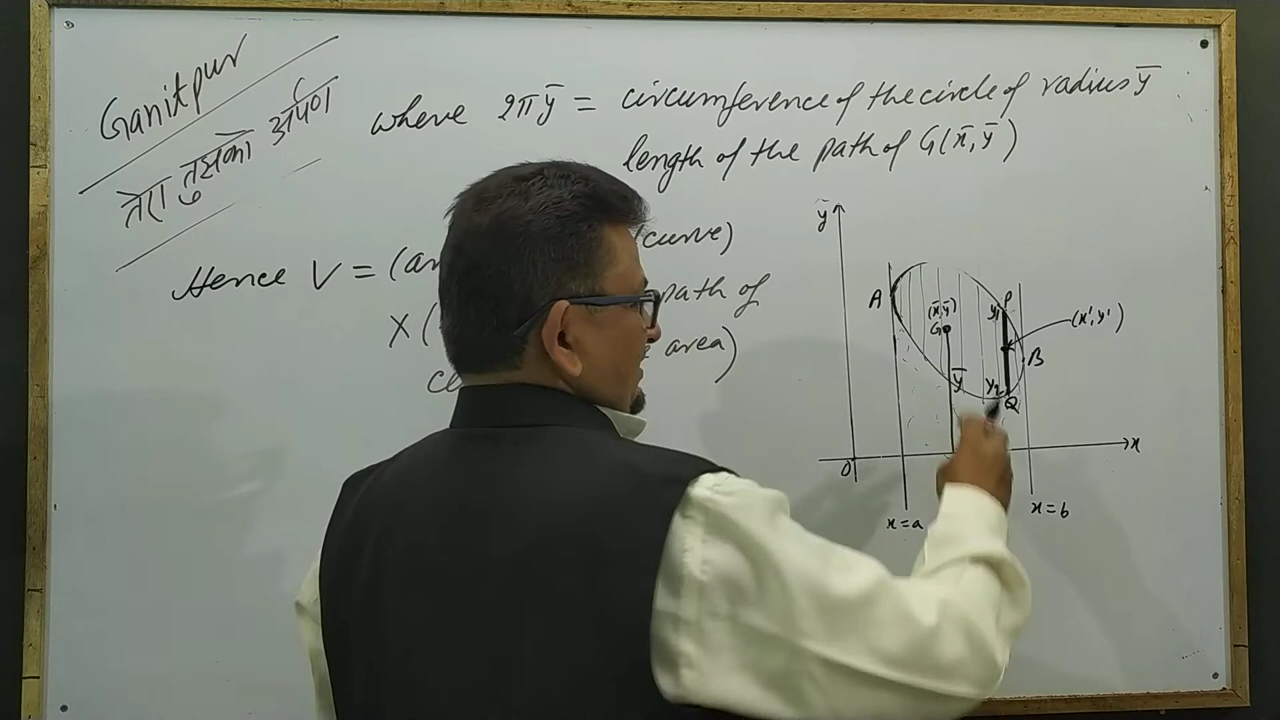 Ganitpur
तेरा तुझको अर्पण
where 2πȳ = circumference of the circle of radius ȳ
length of the path of G(x̄, ȳ)
Hence V = ( curve)
X ( path of
area)
ȳ
A
(x̄,ȳ)
G
y₁
P
(x', y')
B
ȳ
y₂
Q
O
x
x=a
x=b